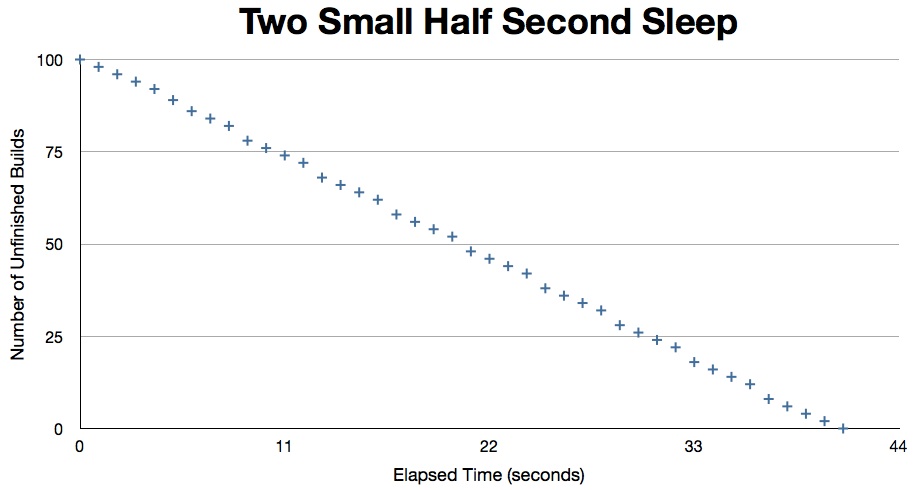 Two Small Half Second Sleep
100
75
50
25
0
Number of Unfinished Builds
0 11 22 33 44
Elapsed Time (seconds)